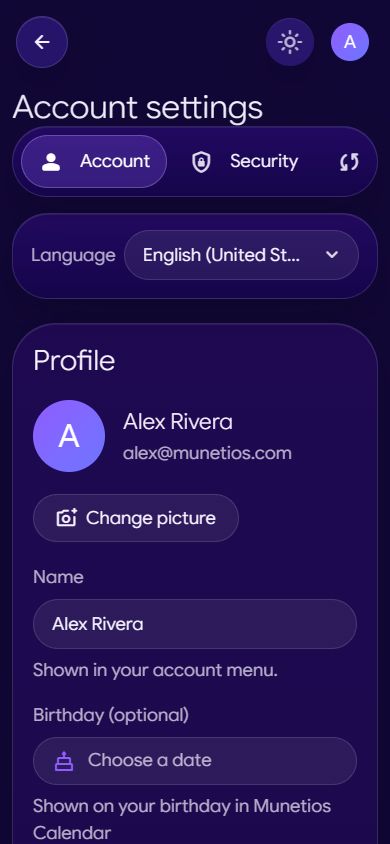 A
Account settings
Account
Security
Language
English (United St...
Profile
A
Alex Rivera
alex@munetios.com
Change picture
Name
Alex Rivera
Shown in your account menu.
Birthday (optional)
Choose a date
Shown on your birthday in Munetios
Calendar